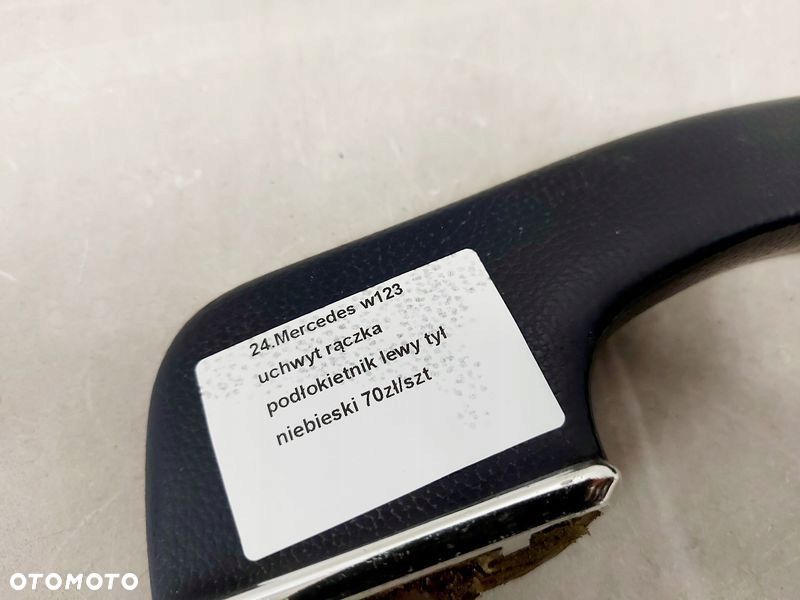 24.Mercedes w123
uchwyt rączka
podłokietnik lewy tył
niebieski 70zł/szt
OTOMOTO